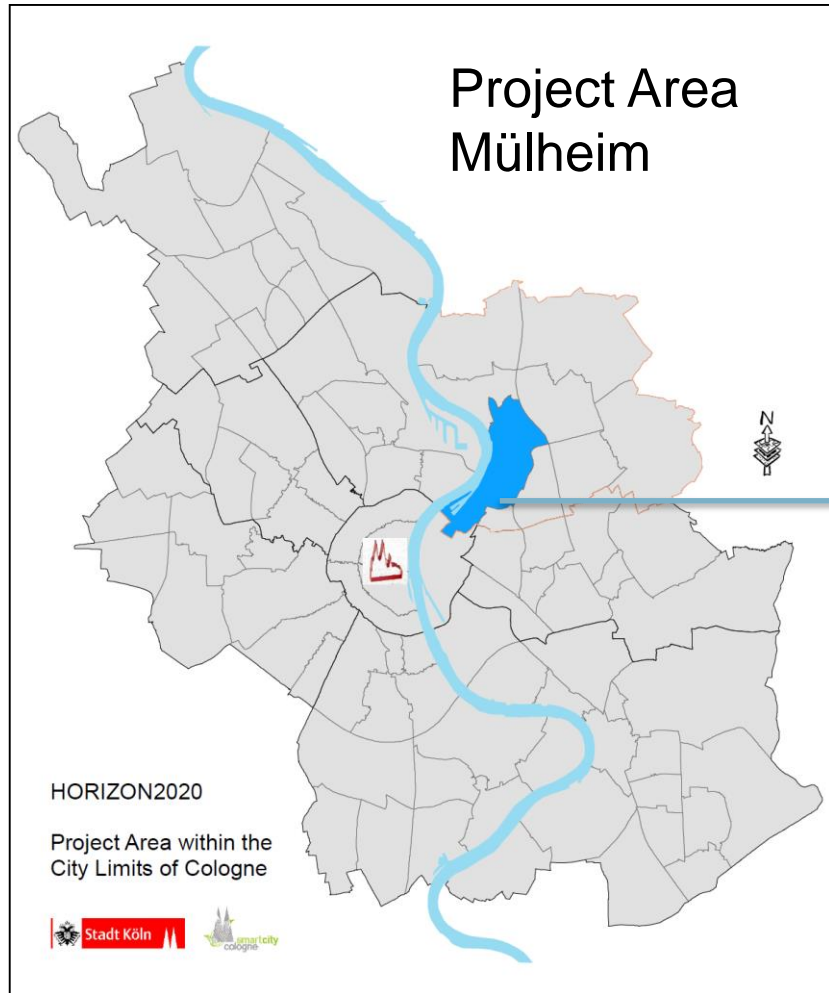 Project Area
Mülheim
N
HORIZON2020
Project Area within the
City Limits of Cologne
Stadt Köln
smartcity
cologne